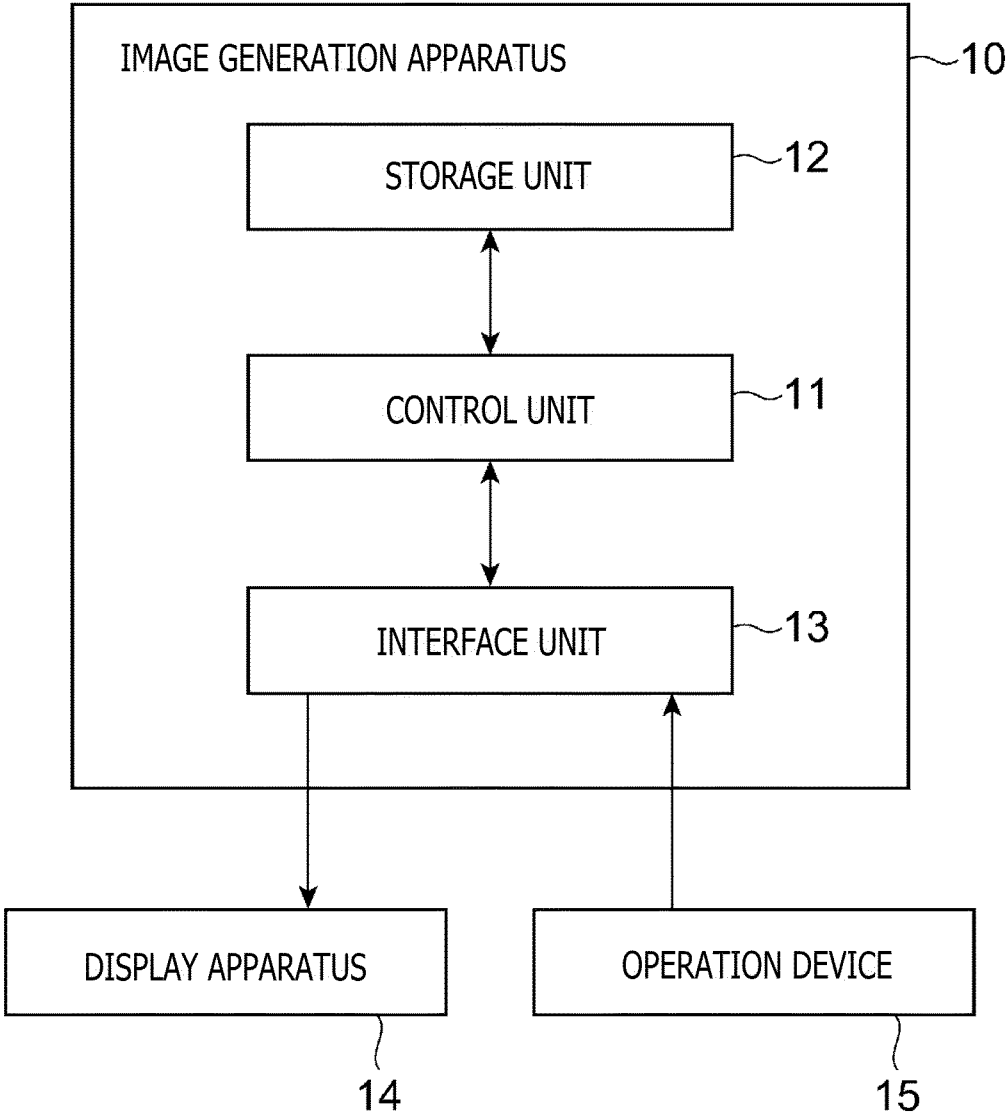 IMAGE GENERATION APPARATUS
10
STORAGE UNIT
12
CONTROL UNIT
11
INTERFACE UNIT
13
DISPLAY APPARATUS
OPERATION DEVICE
14
15